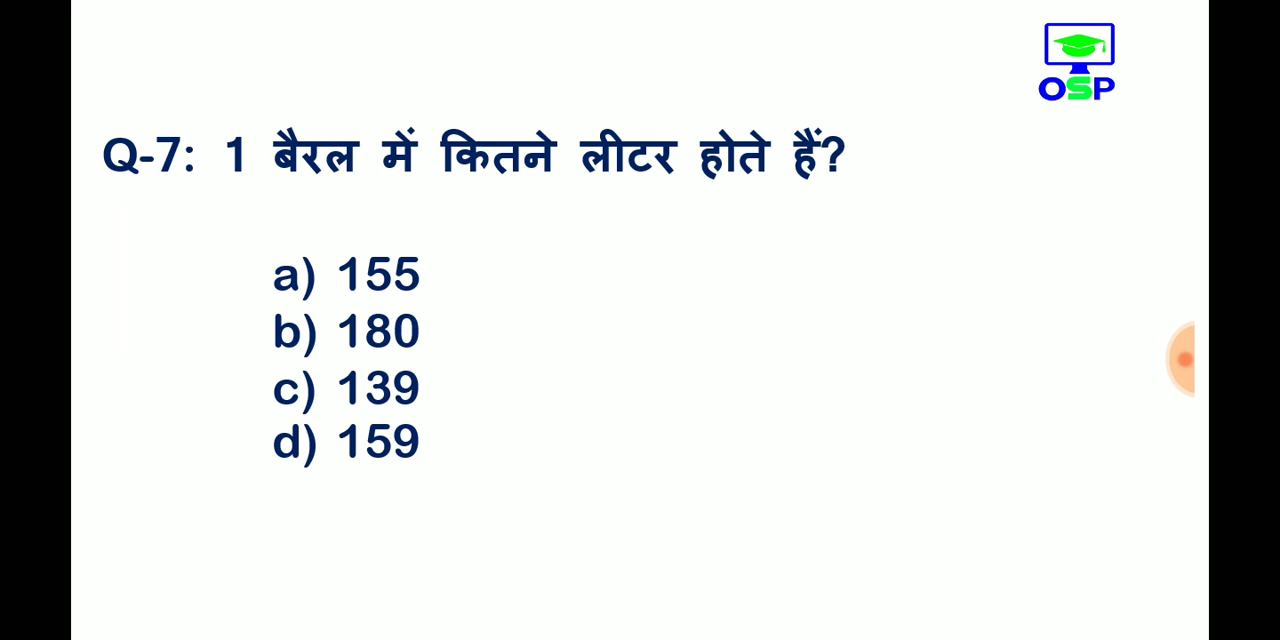 OSP
Q-7: 1 बैरल में कितने लीटर होते हैं?
a) 155
b) 180
c) 139
d) 159